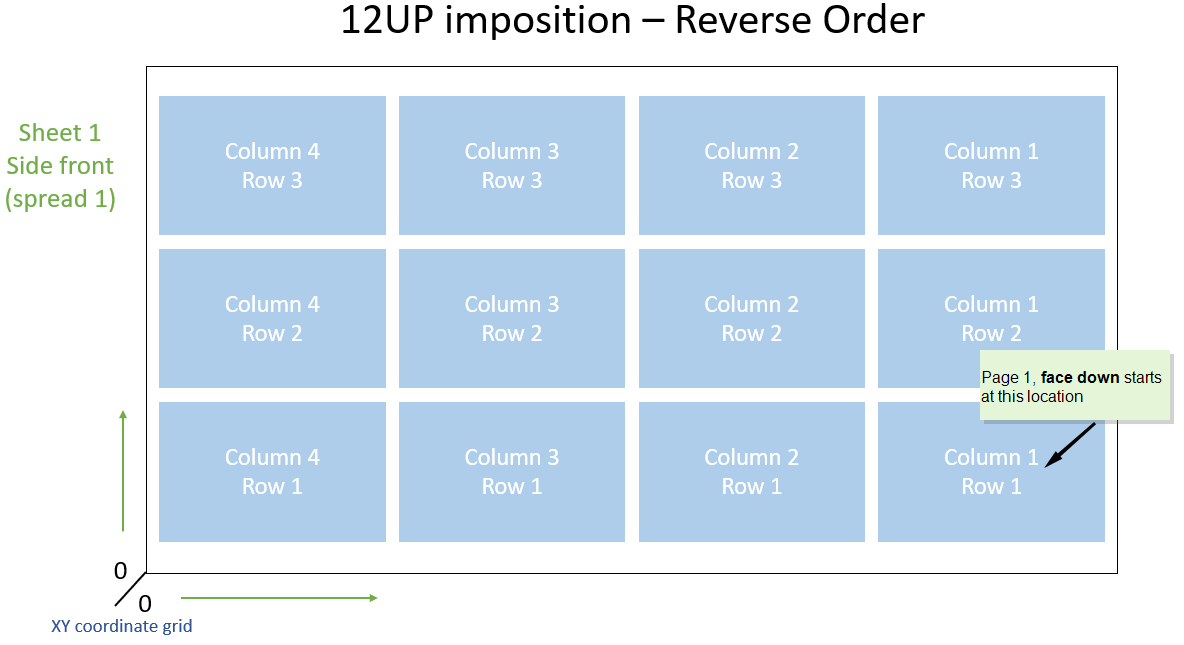 12UP imposition – Reverse Order
Sheet 1
Side front
(spread 1)
Column 4
Row 3
Column 3
Row 3
Column 2
Row 3
Column 1
Row 3
Column 4
Row 2
Column 3
Row 2
Column 2
Row 2
Column 1
Row 2
Page 1, face down starts
at this location
Column 4
Row 1
Column 3
Row 1
Column 2
Row 1
Column 1
Row 1
0
0
XY coordinate grid